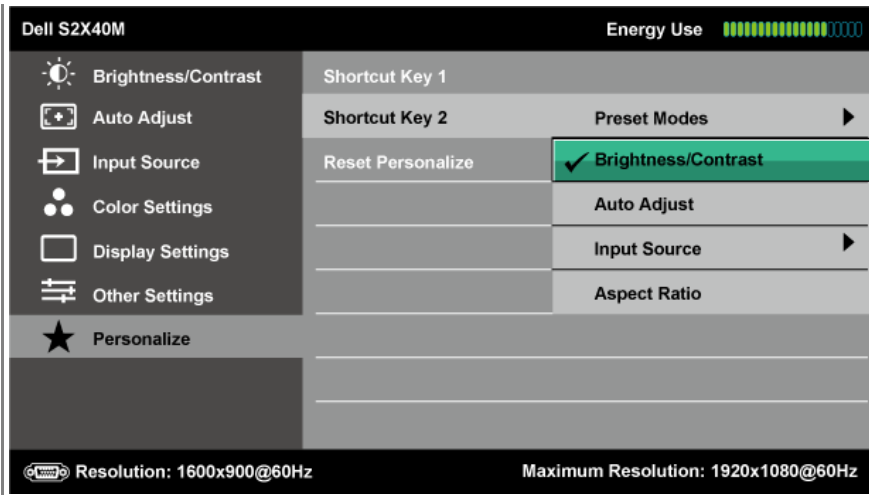 Dell S2X40M Energy Use
Brightness/Contrast Shortcut Key 1
Auto Adjust Shortcut Key 2 Preset Modes
Input Source Reset Personalize Brightness/Contrast
Color Settings Auto Adjust
Display Settings Input Source
Other Settings Aspect Ratio
Personalize
Resolution: 1600x900@60Hz Maximum Resolution: 1920x1080@60Hz